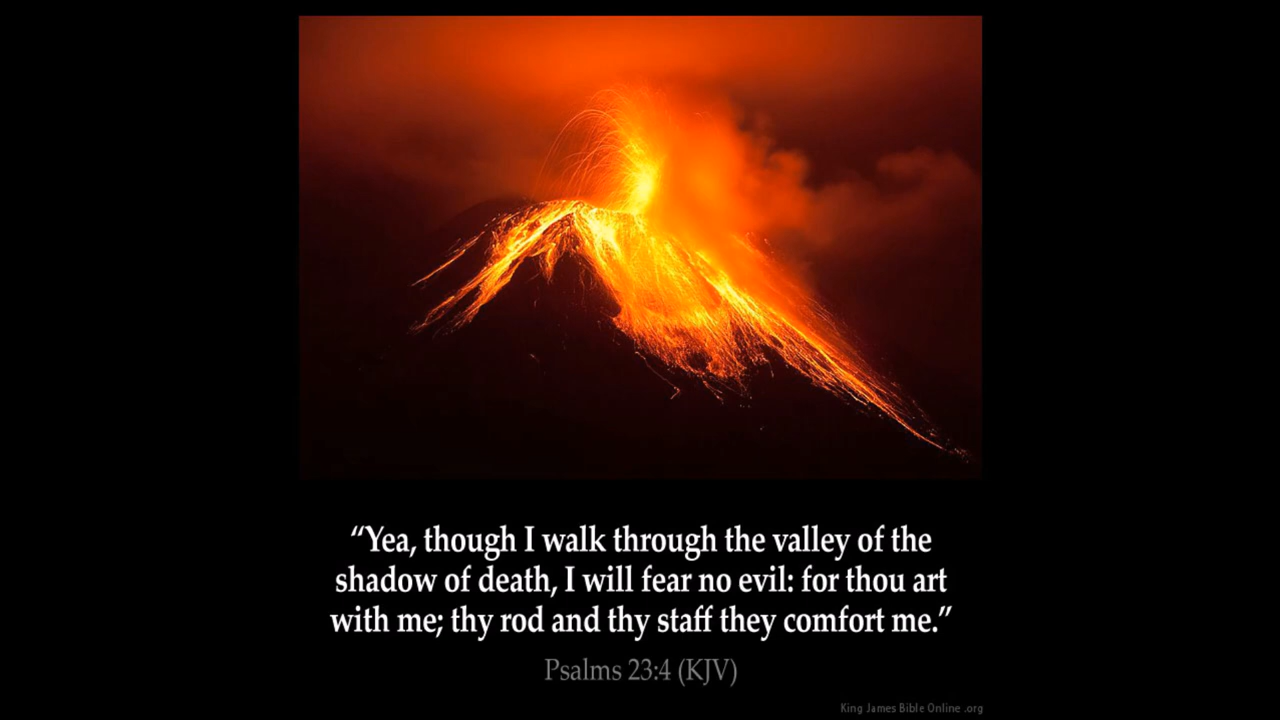 “Yea, though I walk through the valley of the
shadow of death, I will fear no evil: for thou art
with me; thy rod and thy staff they comfort me.”
Psalms 23:4 (KJV)
King James Bible Online .org